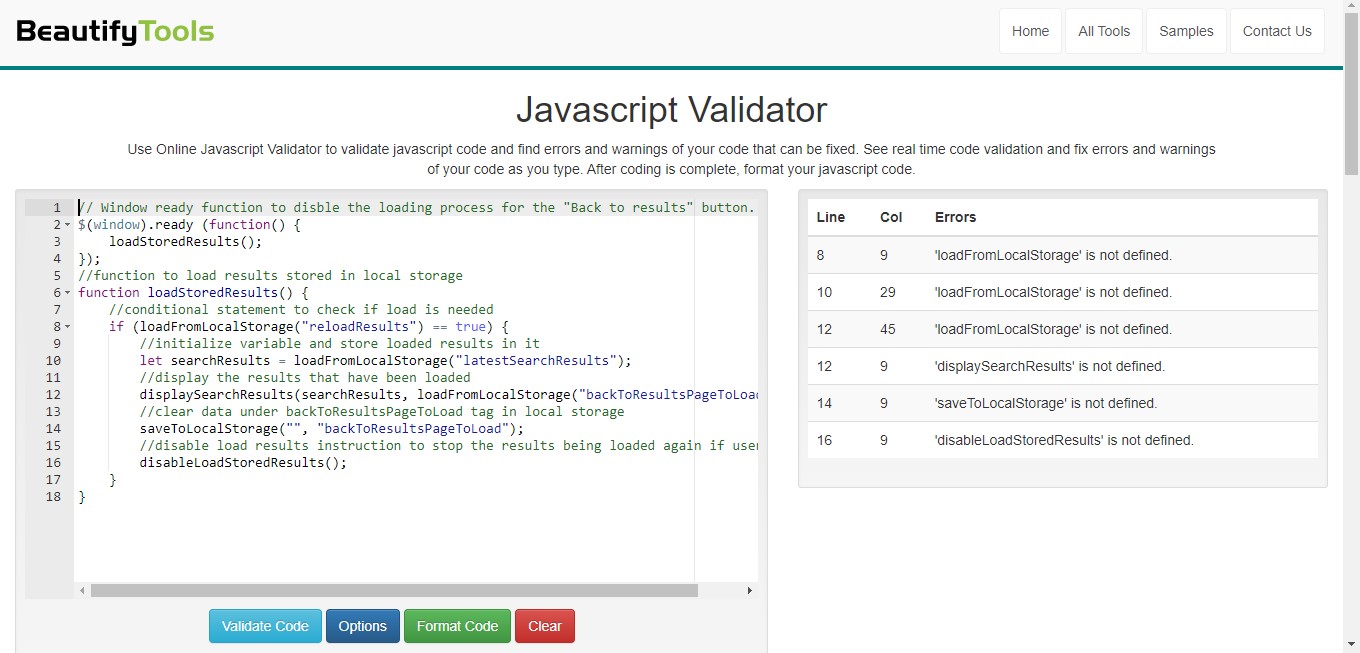 BeautifyTools
Home All Tools Samples Contact Us
Javascript Validator
Use Online Javascript Validator to validate javascript code and find errors and warnings of your code that can be fixed. See real time code validation and fix errors and warnings
of your code as you type. After coding is complete, format your javascript code.
1 // Window ready function to disble the loading process for the "Back to results" button.
2 $(window).ready (function() {
3 loadStoredResults();
4 });
5 //function to load results stored in local storage
6 function loadStoredResults() {
7 //conditional statement to check if load is needed
8 if (loadFromLocalStorage("reloadResults") == true) {
9 //initialize variable and store loaded results in it
10 let searchResults = loadFromLocalStorage("latestSearchResults");
11 //display the results that have been loaded
12 displaySearchResults(searchResults, loadFromLocalStorage("backToResultsPageToLoad
13 //clear data under backToResultsPageToLoad tag in local storage
14 saveToLocalStorage("", "backToResultsPageToLoad");
15 //disable load results instruction to stop the results being loaded again if user
16 disableLoadStoredResults();
17 }
18 }
Validate Code Options Format Code Clear
Line Col Errors
8 9 'loadFromLocalStorage' is not defined.
10 29 'loadFromLocalStorage' is not defined.
12 45 'loadFromLocalStorage' is not defined.
12 9 'displaySearchResults' is not defined.
14 9 'saveToLocalStorage' is not defined.
16 9 'disableLoadStoredResults' is not defined.